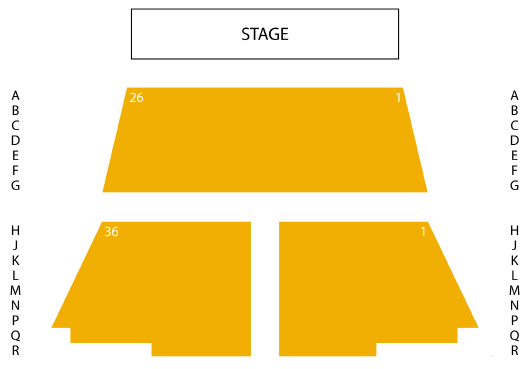 STAGE
A 26 1 A
B B
C C
D D
E E
F F
G G
H 36 1 H
J J
K K
L L
M M
N N
P P
Q Q
R R